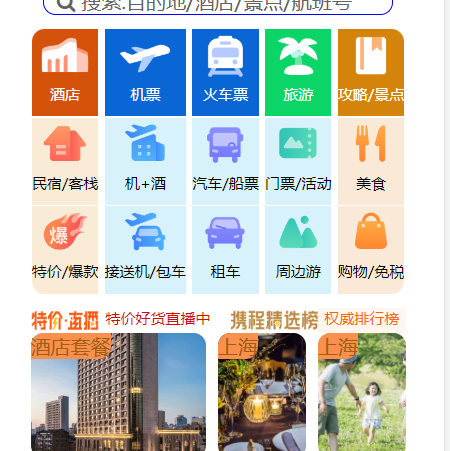 搜索:目的地/酒店/景点/航班号
酒店 机票 火车票 旅游 攻略/景点
民宿/客栈 机+酒 汽车/船票 门票/活动 美食
爆
特价/爆款 接送机/包车 租车 周边游 购物/免税
特价·直播 特价好货直播中 携程精选榜 权威排行榜
酒店套餐 上海 上海